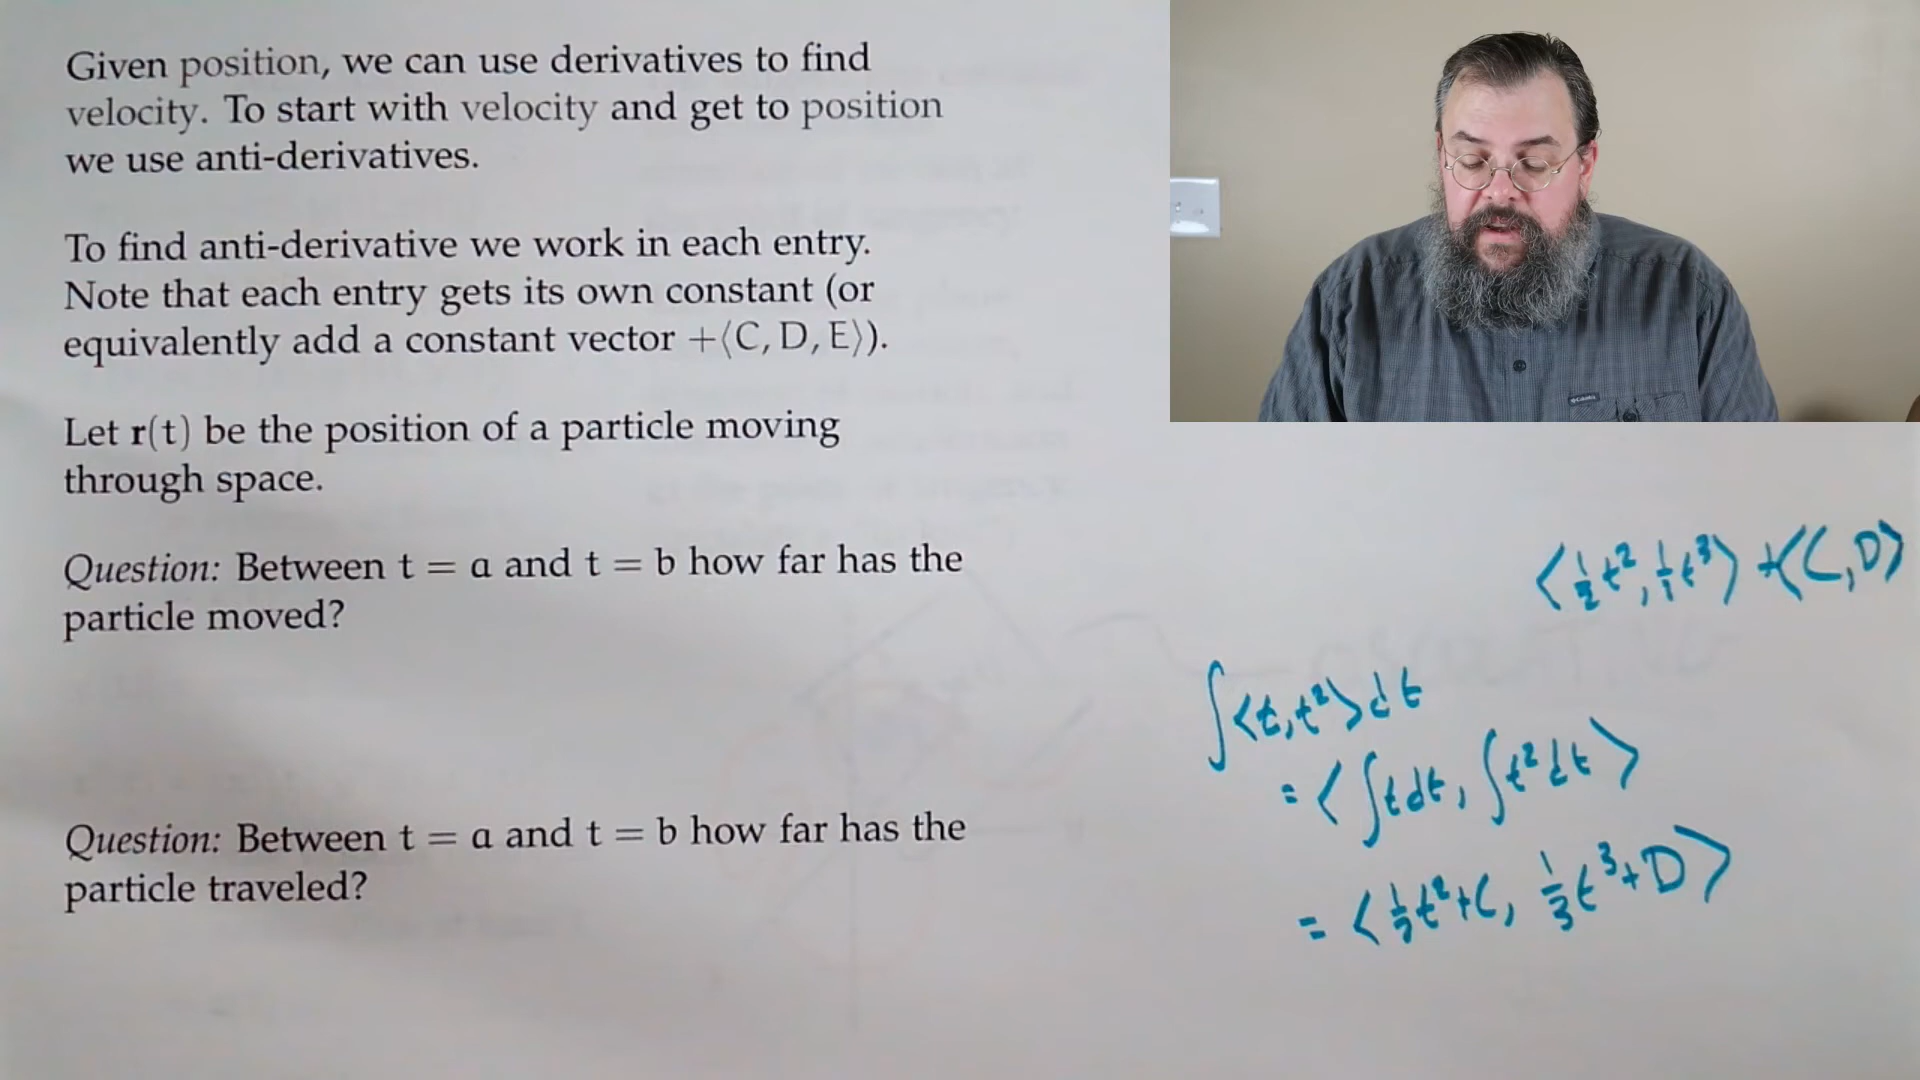 Given position, we can use derivatives to find
velocity. To start with velocity and get to position
we use anti-derivatives.
To find anti-derivative we work in each entry.
Note that each entry gets its own constant (or
equivalently add a constant vector +⟨C, D, E⟩).
Let r(t) be the position of a particle moving
through space.
Question: Between t = a and t = b how far has the
particle moved?
Question: Between t = a and t = b how far has the
particle traveled?
⟨½t², ⅓t³⟩ + ⟨C, D⟩
∫⟨t, t²⟩dt
= ⟨∫t dt, ∫t² dt⟩
= ⟨½t²+C, ⅓t³+D⟩